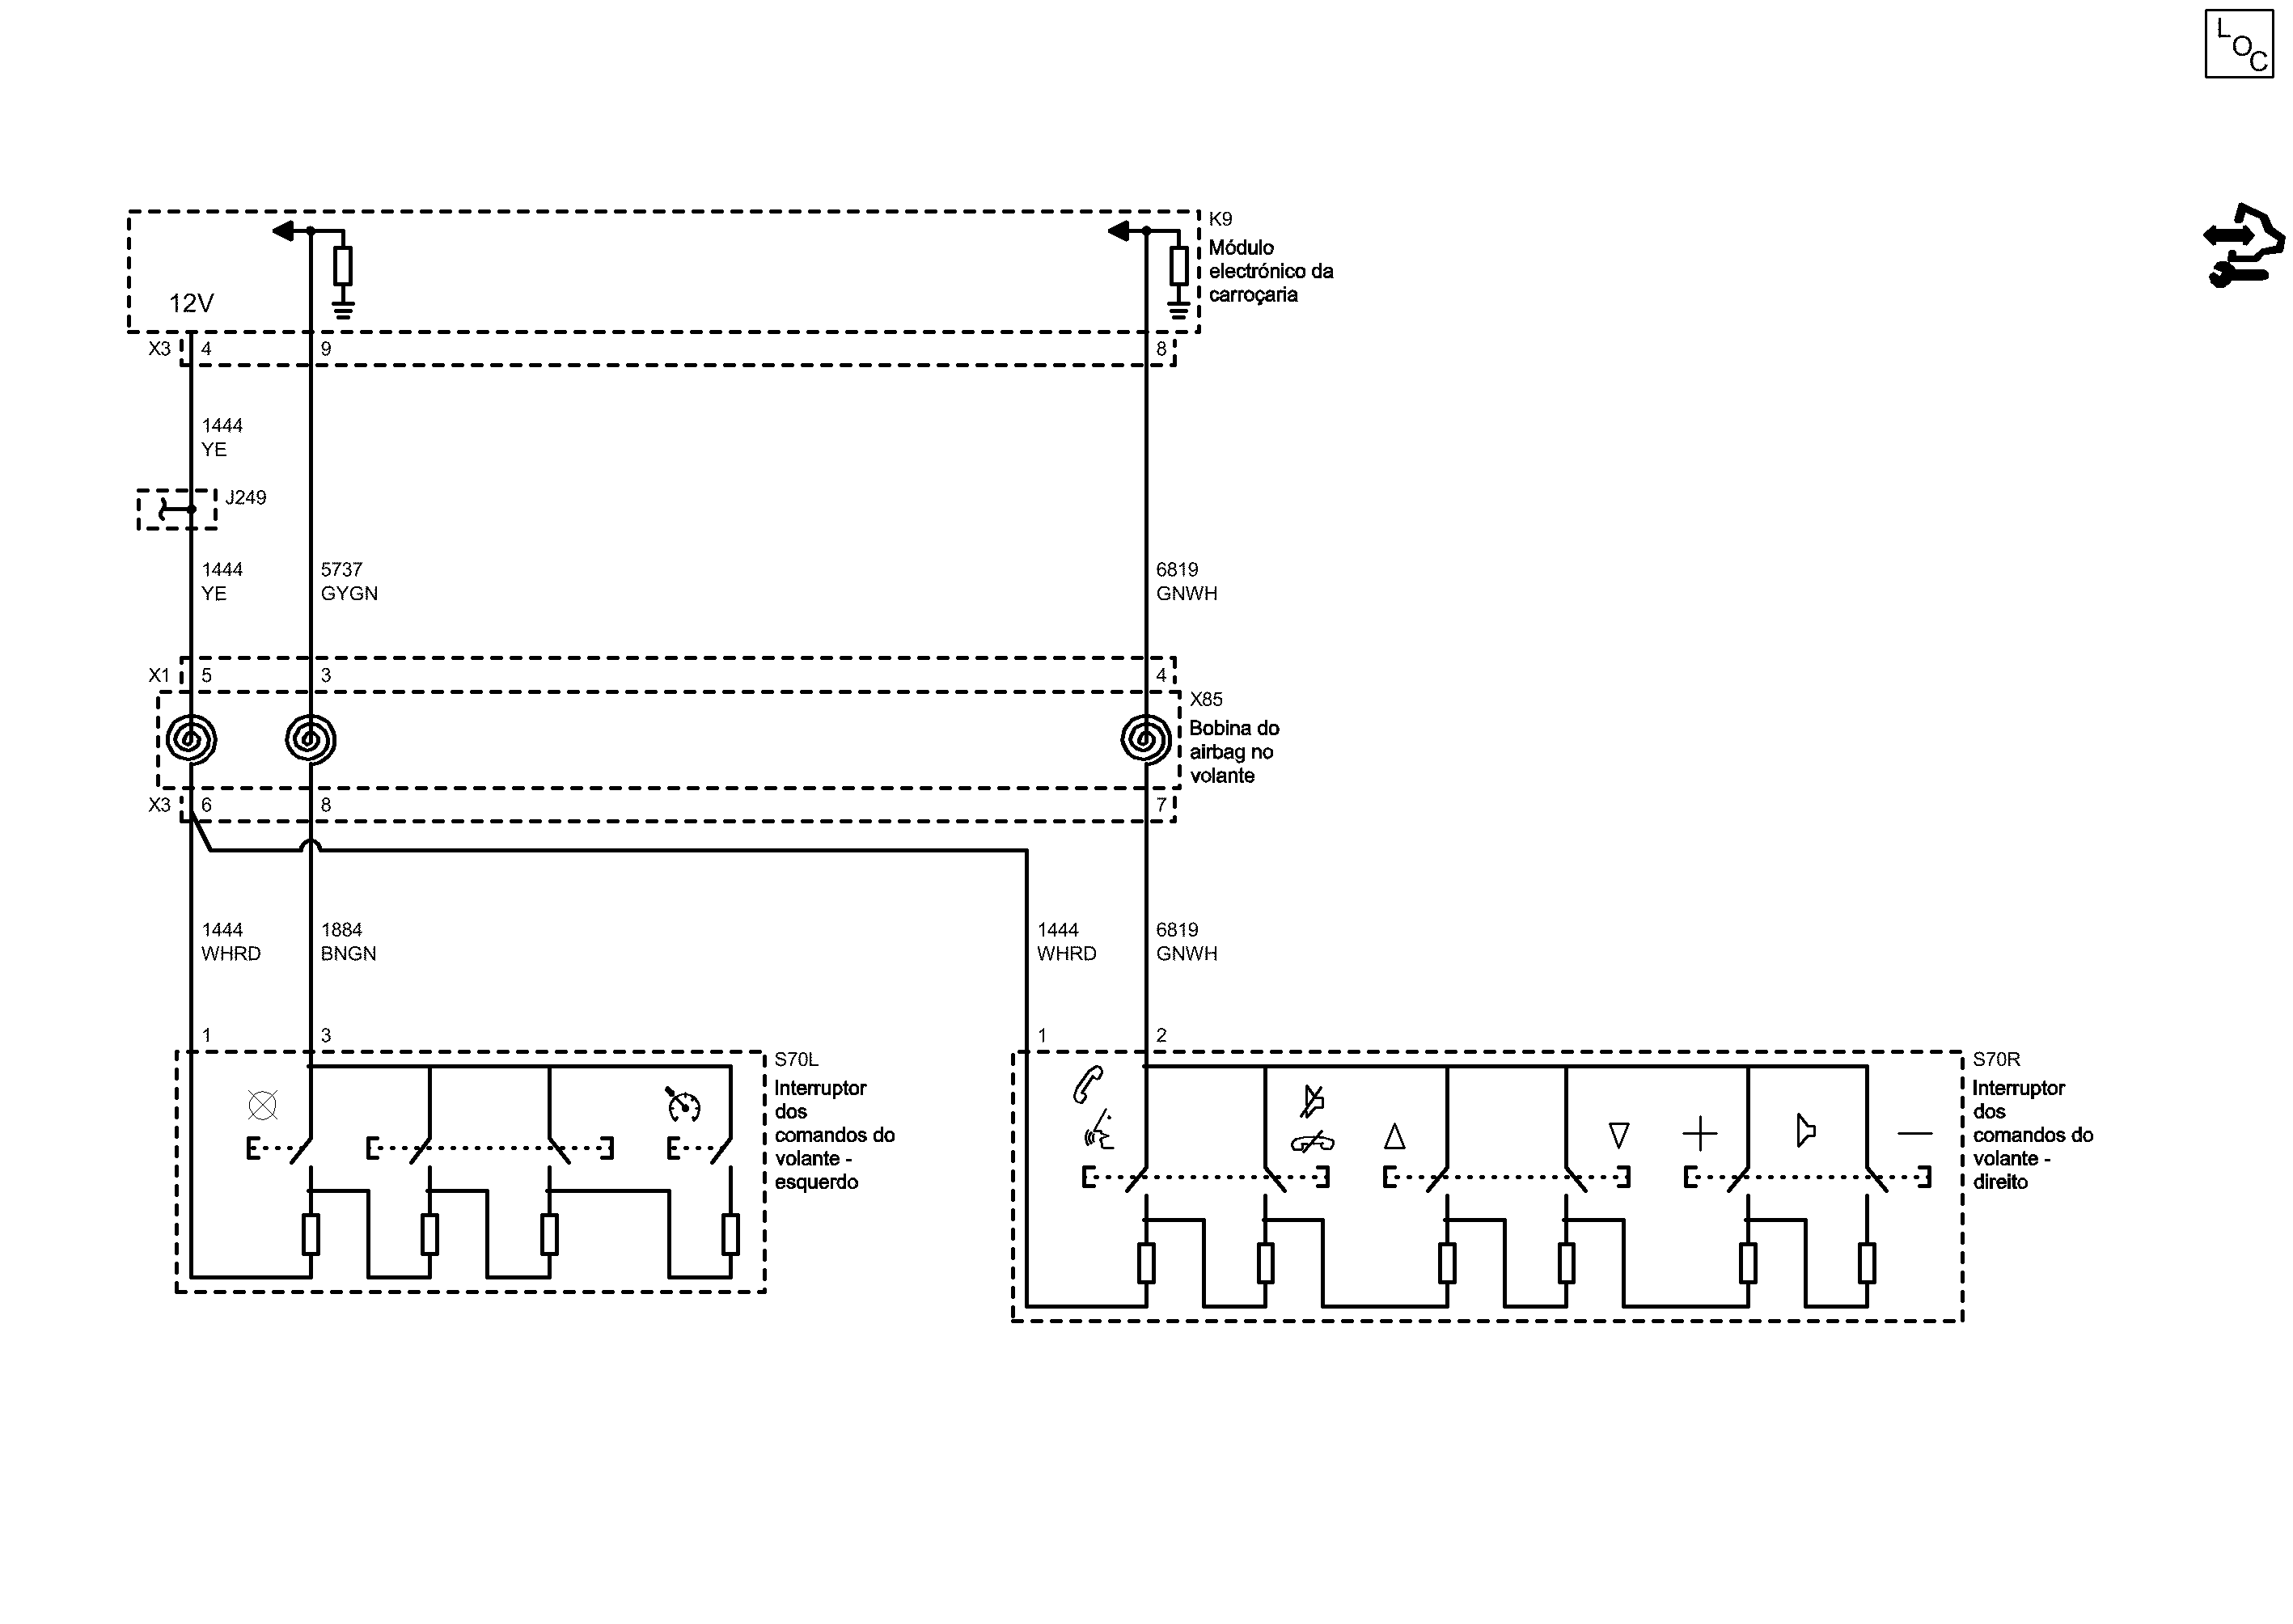 L
O
C
K9
Módulo
electrónico da
carroçaria
12V
X3 4 9 8
1444
YE
J249
1444 5737 6819
YE GYGN GNWH
X1 5 3 4
X85
Bobina do
airbag no
volante
X3 6 8 7
1444 1884 1444 6819
WHRD BNGN WHRD GNWH
1 3 1 2
S70L
Interruptor
dos
comandos do
volante -
esquerdo
S70R
Interruptor
dos
comandos do
volante -
direito